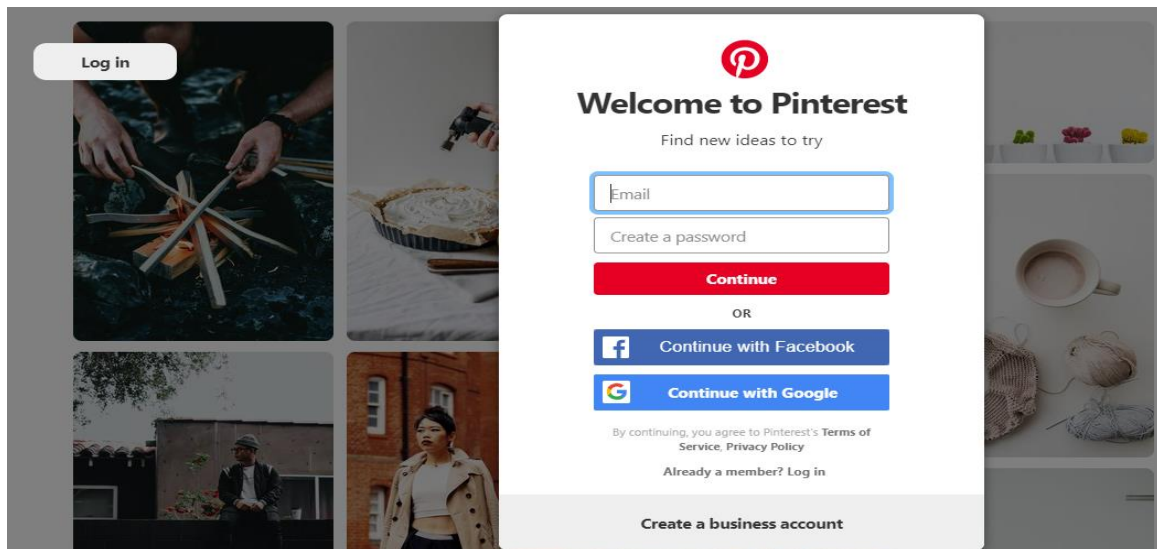 Log in
Welcome to Pinterest
Find new ideas to try
Email
Create a password
Continue
OR
Continue with Facebook
Continue with Google
By continuing, you agree to Pinterest's Terms of
Service, Privacy Policy
Already a member? Log in
Create a business account